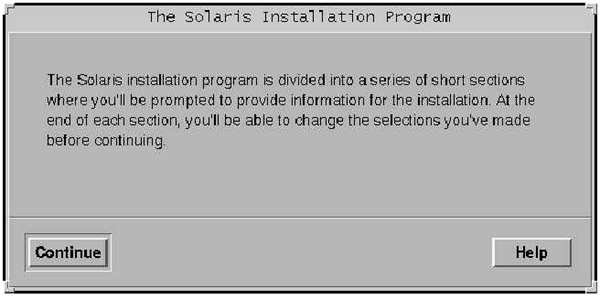 The Solaris Installation Program
The Solaris installation program is divided into a series of short sections
where you'll be prompted to provide information for the installation. At the
end of each section, you'll be able to change the selections you've made
before continuing.
Continue
Help